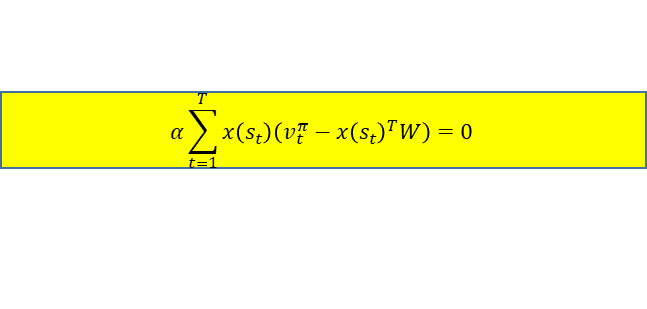 α ∑_{t=1}^{T} x(s_t)(v_t^π − x(s_t)^T W) = 0